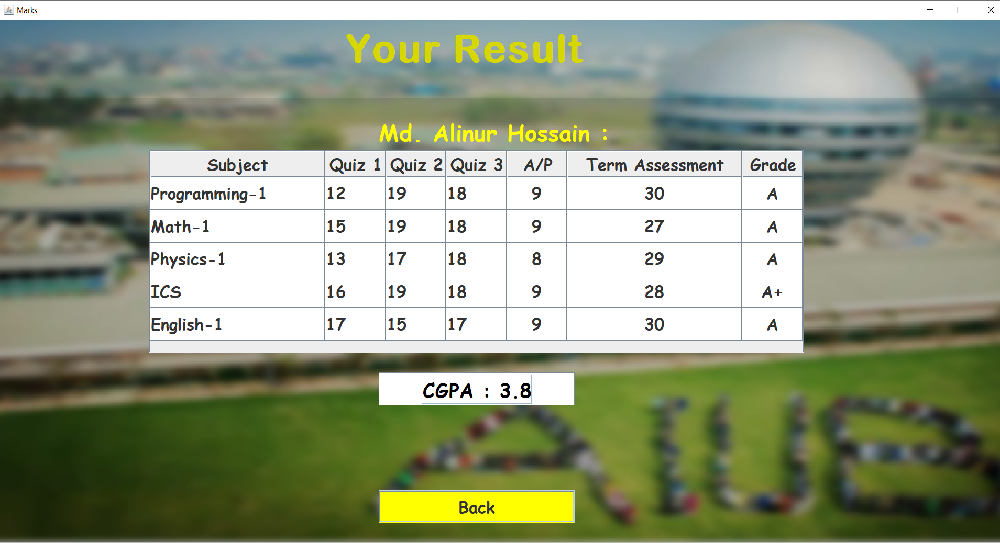 Marks
Your Result
Md. Alinur Hossain :
Subject Quiz 1 Quiz 2 Quiz 3 A/P Term Assessment Grade
Programming-1 12 19 18 9 30 A
Math-1 15 19 18 9 27 A
Physics-1 13 17 18 8 29 A
ICS 16 19 18 9 28 A+
English-1 17 15 17 9 30 A
CGPA : 3.8
AIUB
Back